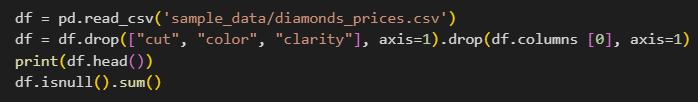 df = pd.read_csv('sample_data/diamonds_prices.csv')
df = df.drop(["cut", "color", "clarity"], axis=1).drop(df.columns [0], axis=1)
print(df.head())
df.isnull().sum()